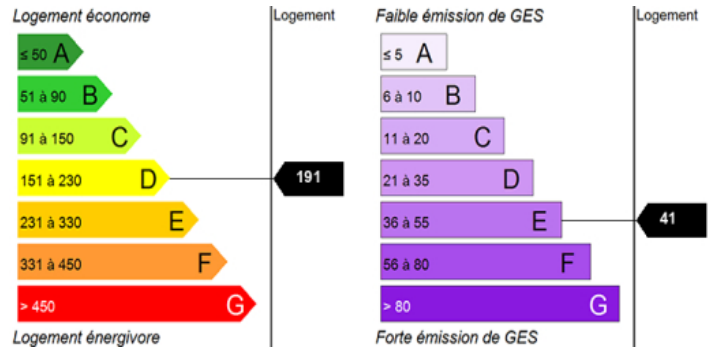 Logement économe
Logement
≤ 50 A
51 à 90 B
91 à 150 C
151 à 230 D
191
231 à 330 E
331 à 450 F
> 450 G
Logement énergivore
Faible émission de GES
Logement
≤ 5 A
6 à 10 B
11 à 20 C
21 à 35 D
36 à 55 E
41
56 à 80 F
> 80 G
Forte émission de GES